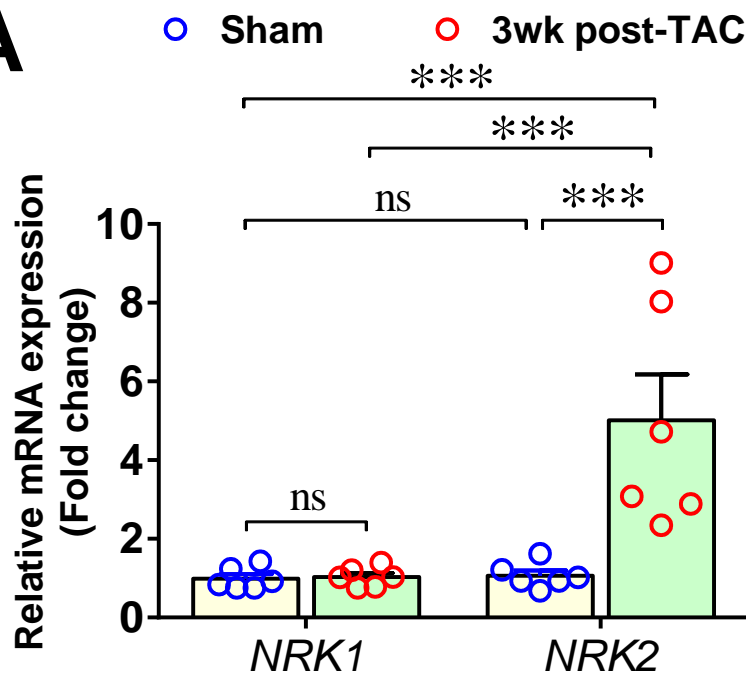 A
Sham
3wk post-TAC
***
***
ns
***
ns
Relative mRNA expression
(Fold change)
10
8
6
4
2
0
NRK1
NRK2